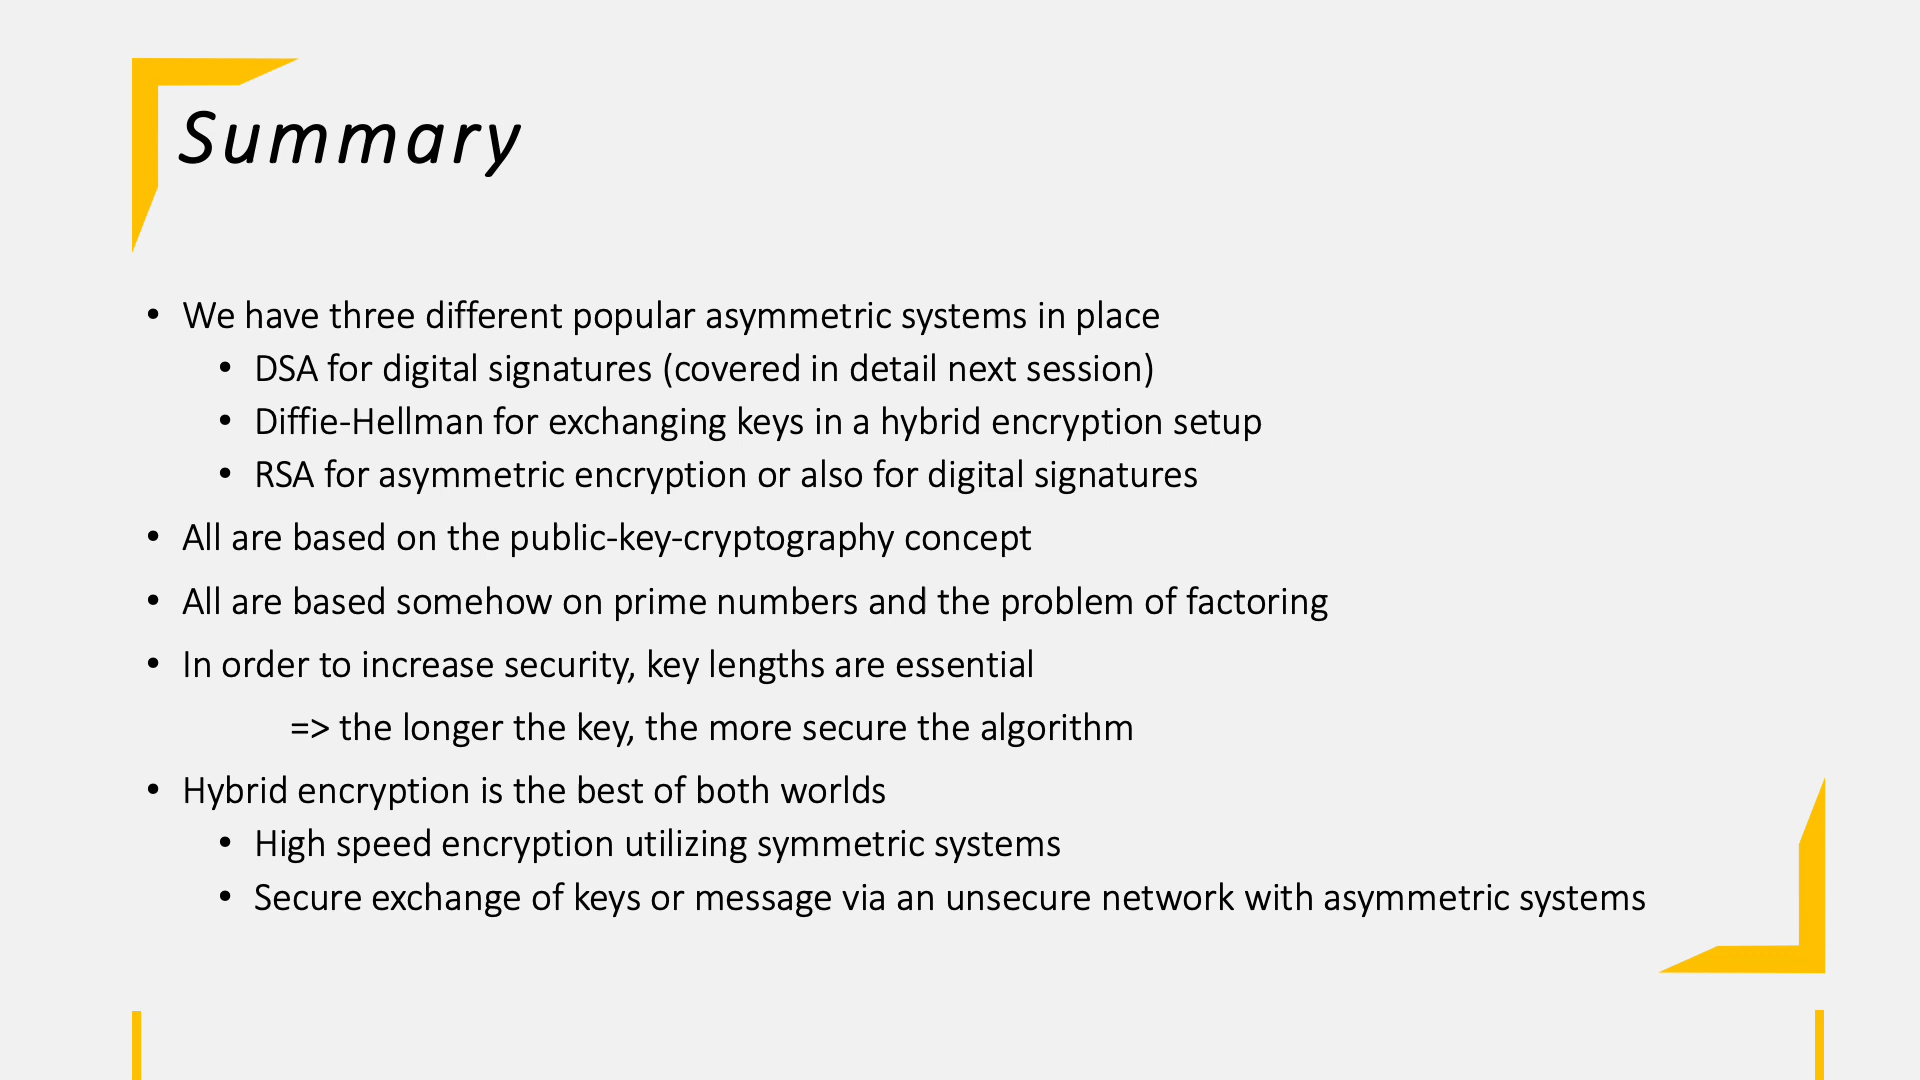 Summary
• We have three different popular asymmetric systems in place
• DSA for digital signatures (covered in detail next session)
• Diffie-Hellman for exchanging keys in a hybrid encryption setup
• RSA for asymmetric encryption or also for digital signatures
• All are based on the public-key-cryptography concept
• All are based somehow on prime numbers and the problem of factoring
• In order to increase security, key lengths are essential
=> the longer the key, the more secure the algorithm
• Hybrid encryption is the best of both worlds
• High speed encryption utilizing symmetric systems
• Secure exchange of keys or message via an unsecure network with asymmetric systems